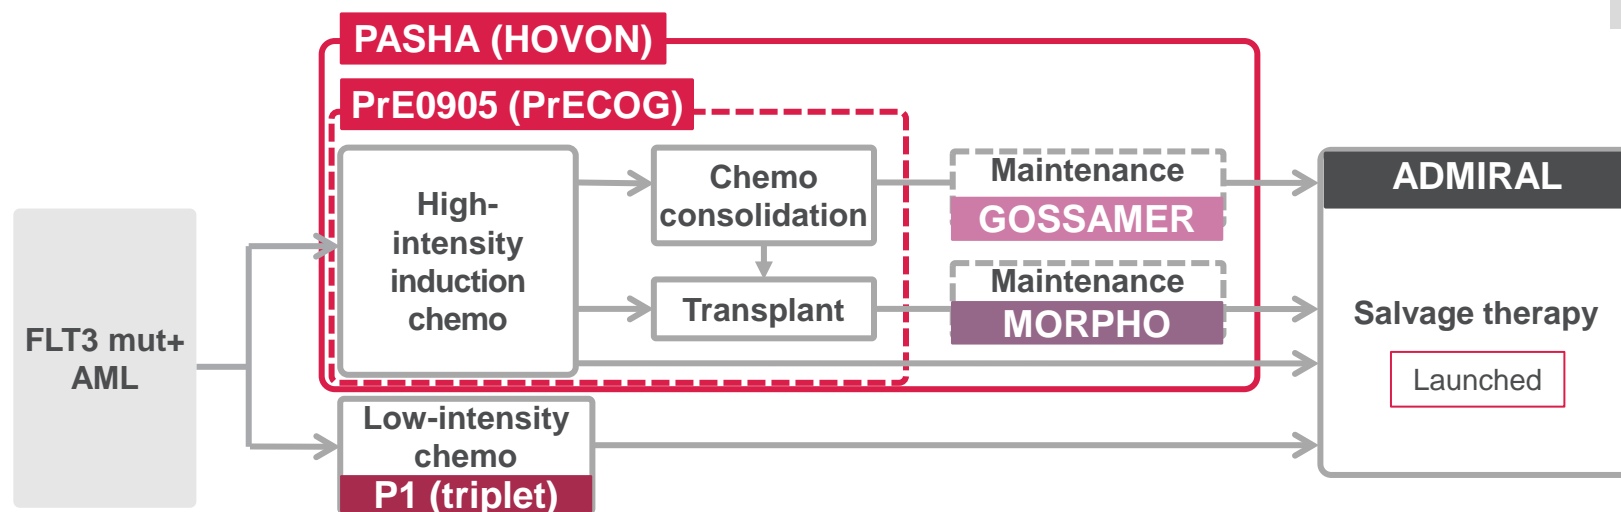 PASHA (HOVON)
PrE0905 (PrECOG)
FLT3 mut+
AML
High-
intensity
induction
chemo
Chemo
consolidation
Transplant
Maintenance
GOSSAMER
Maintenance
MORPHO
Low-intensity
chemo
P1 (triplet)
ADMIRAL
Salvage therapy
Launched